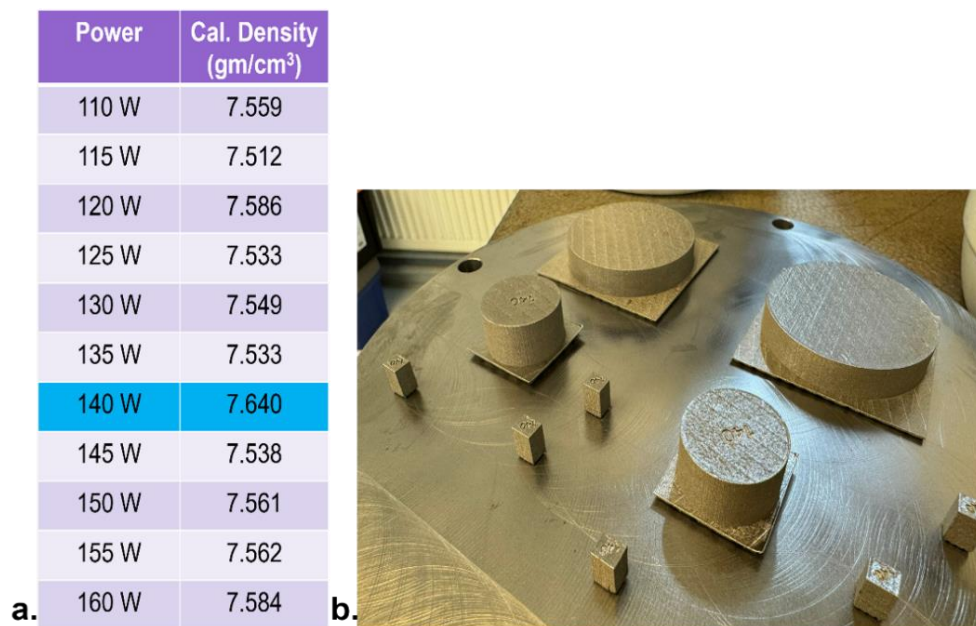 Power Cal. Density
(gm/cm³)
110 W 7.559
115 W 7.512
120 W 7.586
125 W 7.533
130 W 7.549
135 W 7.533
140 W 7.640
145 W 7.538
150 W 7.561
155 W 7.562
160 W 7.584
a. b.